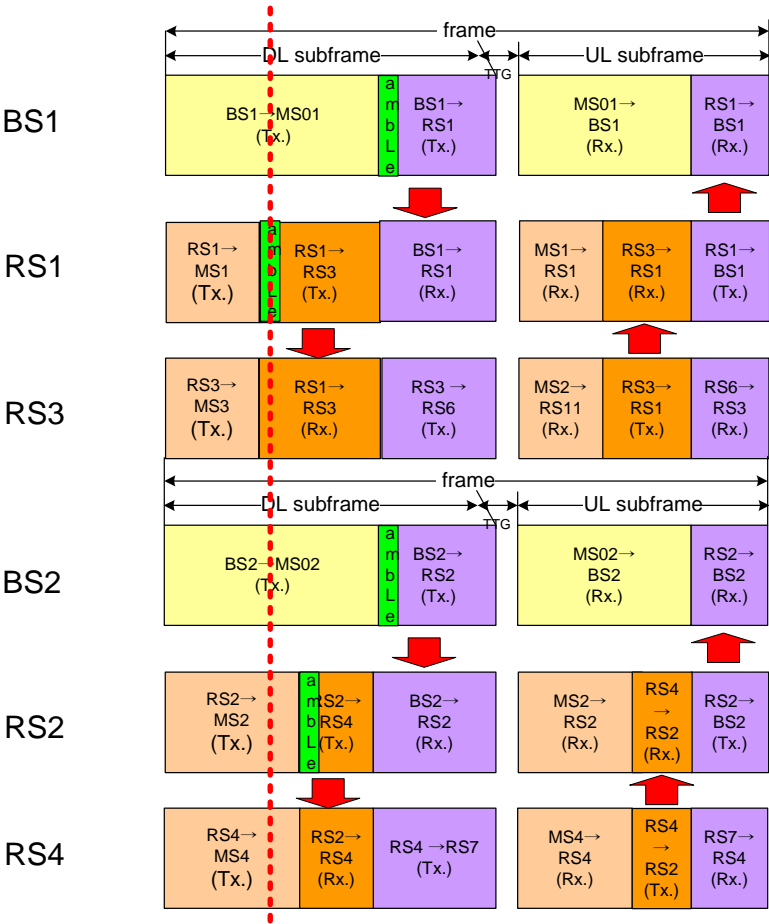 frame
DL subframe
TTG
UL subframe
BS1
BS1→MS01
(Tx.)
a
m
b
L
e
BS1→
RS1
(Tx.)
MS01→
BS1
(Rx.)
RS1→
BS1
(Rx.)
RS1
RS1→
MS1
(Tx.)
a
m
b
L
e
RS1→
RS3
(Tx.)
BS1→
RS1
(Rx.)
MS1→
RS1
(Rx.)
RS3→
RS1
(Rx.)
RS1→
BS1
(Tx.)
RS3
RS3→
MS3
(Tx.)
RS1→
RS3
(Rx.)
RS3 →
RS6
(Tx.)
MS2→
RS11
(Rx.)
RS3→
RS1
(Tx.)
RS6→
RS3
(Rx.)
frame
DL subframe
TTG
UL subframe
BS2
BS2→MS02
(Tx.)
a
m
b
L
e
BS2→
RS2
(Tx.)
MS02→
BS2
(Rx.)
RS2→
BS2
(Rx.)
RS2
RS2→
MS2
(Tx.)
a
m
b
L
e
RS2→
RS4
(Tx.)
BS2→
RS2
(Rx.)
MS2→
RS2
(Rx.)
RS4
→
RS2
(Rx.)
RS2→
BS2
(Tx.)
RS4
RS4→
MS4
(Tx.)
RS2→
RS4
(Rx.)
RS4 →RS7
(Tx.)
MS4→
RS4
(Rx.)
RS4
→
RS2
(Tx.)
RS7→
RS4
(Rx.)